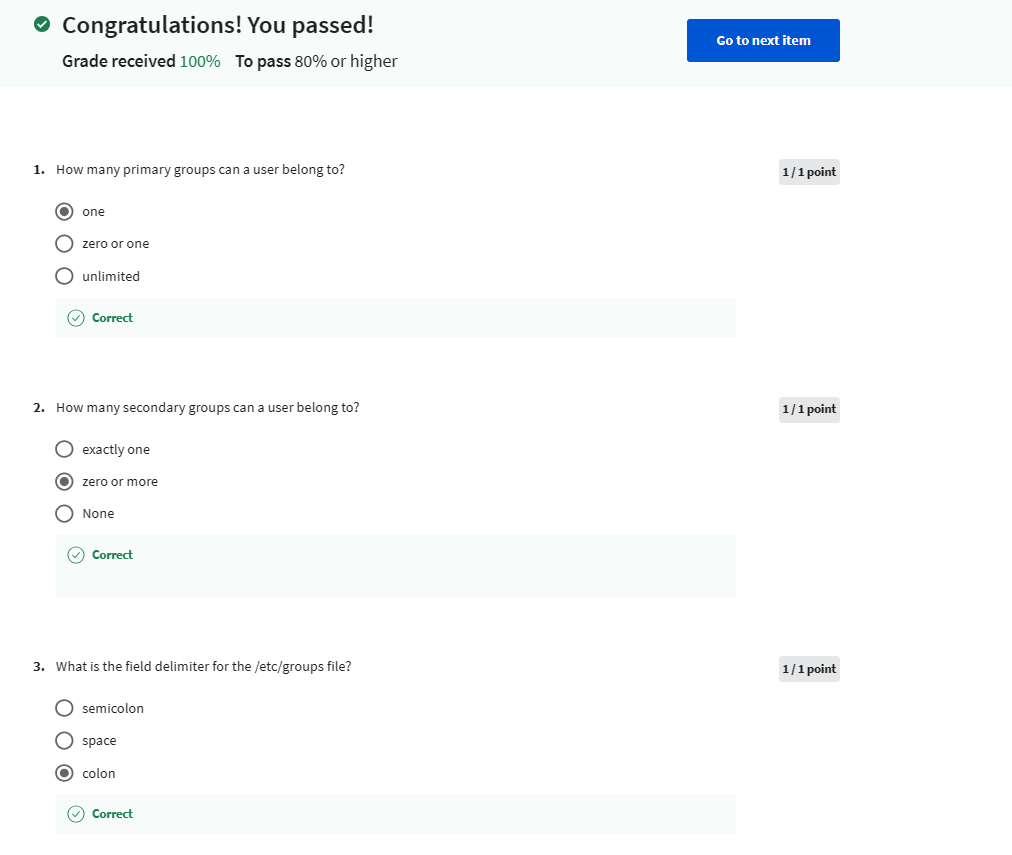 Congratulations! You passed!
Go to next item
Grade received 100% To pass 80% or higher
1. How many primary groups can a user belong to?
1 / 1 point
one
zero or one
unlimited
Correct
2. How many secondary groups can a user belong to?
1 / 1 point
exactly one
zero or more
None
Correct
3. What is the field delimiter for the /etc/groups file?
1 / 1 point
semicolon
space
colon
Correct